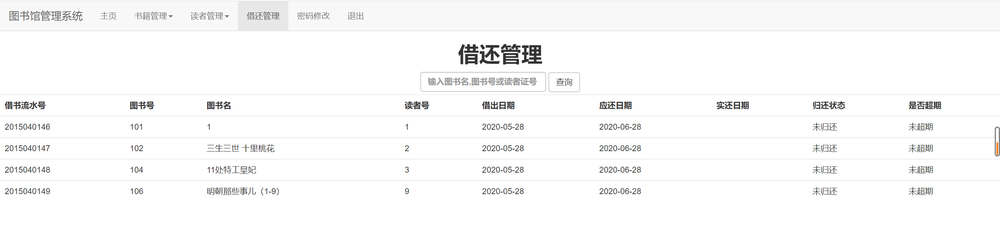 图书馆管理系统 主页 书籍管理 读者管理 借还管理 密码修改 退出
借还管理
输入图书名,图书号或读者证号 查询
借书流水号 图书号 图书名 读者号 借出日期 应还日期 实还日期 归还状态 是否超期
2015040146 101 1 1 2020-05-28 2020-06-28 未归还 未超期
2015040147 102 三生三世 十里桃花 2 2020-05-28 2020-06-28 未归还 未超期
2015040148 104 11处特工皇妃 3 2020-05-28 2020-06-28 未归还 未超期
2015040149 106 明朝那些事儿（1-9） 9 2020-05-28 2020-06-28 未归还 未超期